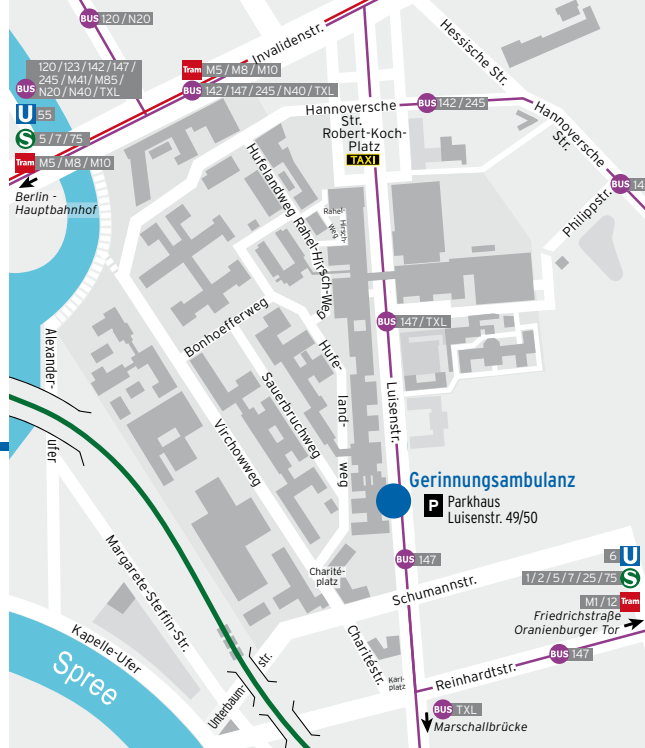 BUS 120 / N20
Invalidenstr.
Hessische Str.
120 / 123 / 142 / 147 /
245 / M41 / M85 /
BUS N20 / N40 / TXL
Tram M5 / M8 / M10
BUS 142 / 147 / 245 / N40 / TXL
U 55
S 5 / 7 / 75
Tram M5 / M8 / M10
Berlin -
Hauptbahnhof
Hannoversche
Str.
BUS 142 / 245
Robert-Koch-
Platz
TAXI
Hannoversche
Str.
BUS 14
Philippstr.
Hufelandweg
Rahel-Hirsch-Weg
Rahel-
Hirsch-
weg
BUS 147 / TXL
Bonhoefferweg
Alexander-
ufer
Hufe-
land-
weg
Sauerbruchweg
Virchowweg
Luisenstr.
Gerinnungsambulanz
P Parkhaus
Luisenstr. 49/50
BUS 147
6 U
1 / 2 / 5 / 7 / 25 / 75 S
M1 / 12 Tram
Friedrichstraße
Oranienburger Tor
Charité-
platz
Schumannstr.
Margarete-Steffin-Str.
Kapelle-Ufer
Spree
Unterbaum-
str.
Charitéstr.
Karl-
platz
Reinhardtstr.
BUS 147
BUS TXL
Marschallbrücke